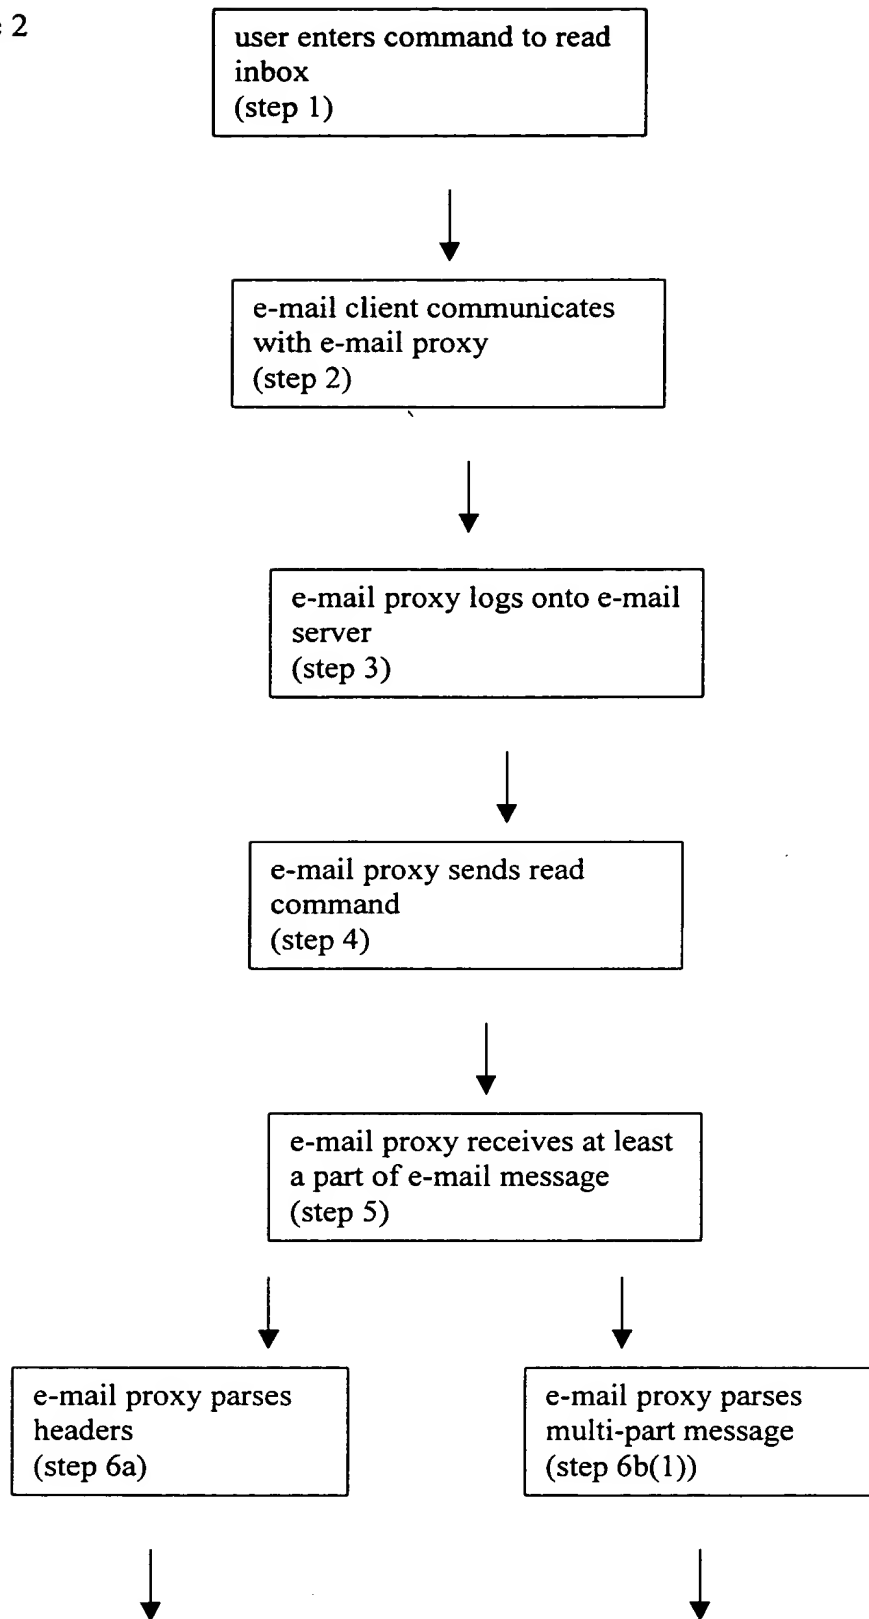 2
user enters command to read
inbox
(step 1)
e-mail client communicates
with e-mail proxy
(step 2)
e-mail proxy logs onto e-mail
server
(step 3)
e-mail proxy sends read
command
(step 4)
e-mail proxy receives at least
a part of e-mail message
(step 5)
e-mail proxy parses
headers
(step 6a)
e-mail proxy parses
multi-part message
(step 6b(1))